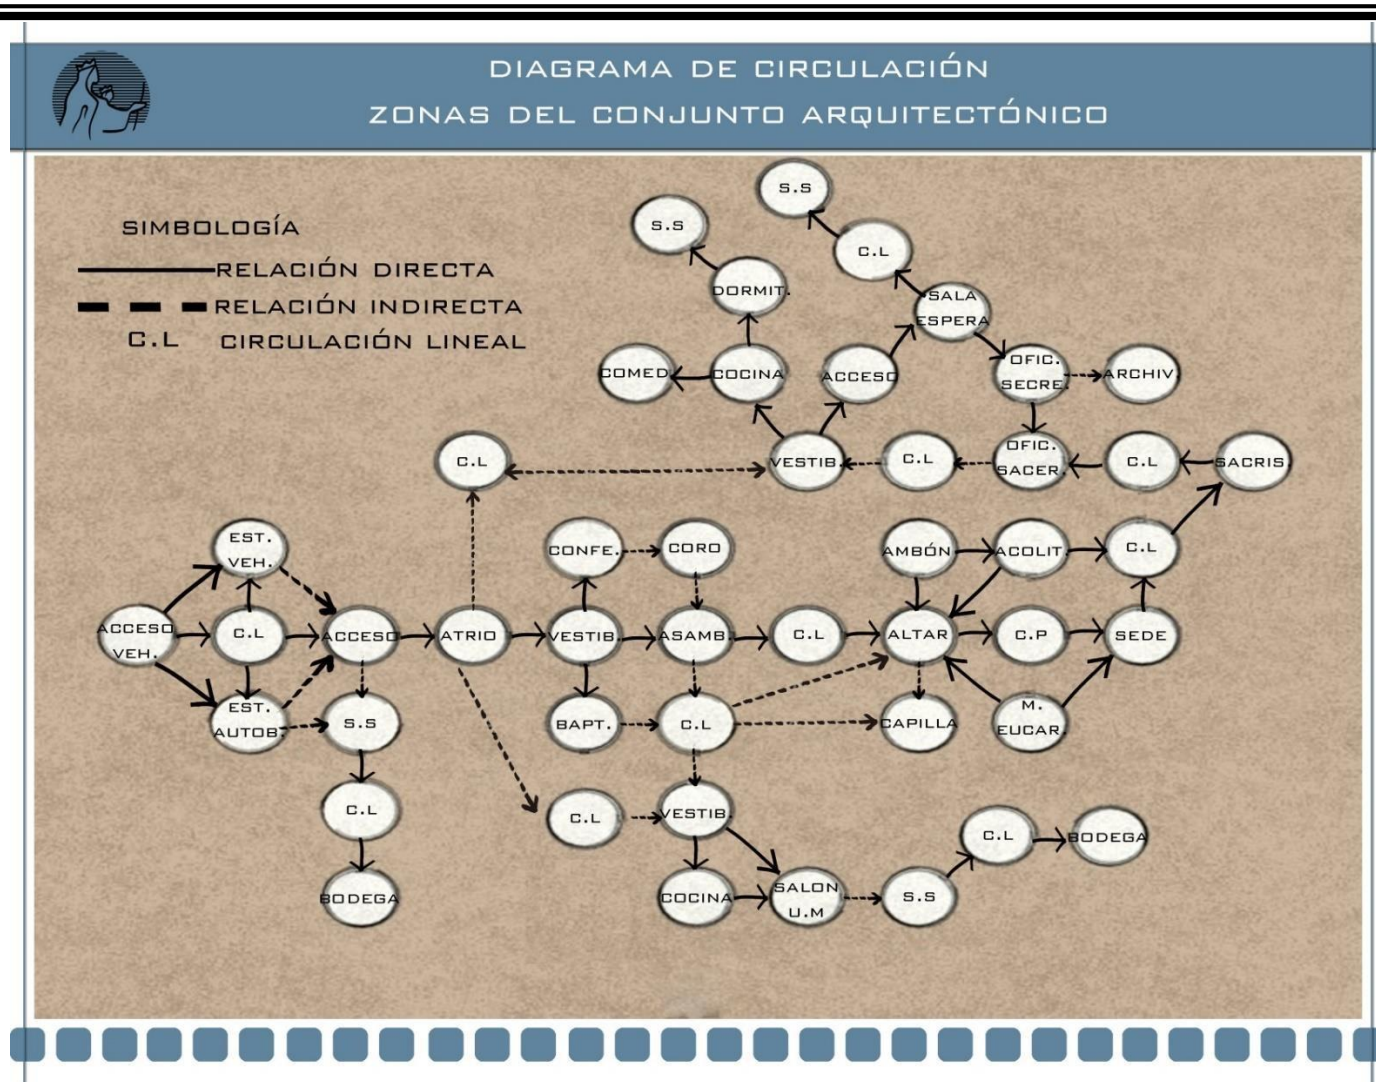 DIAGRAMA DE CIRCULACIÓN
ZONAS DEL CONJUNTO ARQUITECTÓNICO
SIMBOLOGÍA
RELACIÓN DIRECTA
RELACIÓN INDIRECTA
C.L CIRCULACIÓN LINEAL
S.S
S.S
C.L
DORMIT.
SALA
ESPERA
COMED.
COCINA
ACCESO
OFIC.
SECRE.
ARCHIV.
C.L
VESTIB.
C.L
OFIC.
SACER.
C.L
SACRIS.
EST.
VEH.
CONFE.
CORO
AMBÓN
ACOLIT.
C.L
ACCESO
VEH.
C.L
ACCESO
ATRIO
VESTIB.
ASAMB.
C.L
ALTAR
C.P
SEDE
EST.
AUTOB.
S.S
BAPT.
C.L
CAPILLA
M.
EUCAR.
C.L
C.L
VESTIB.
C.L
BODEGA
BODEGA
COCINA
SALON
U.M
S.S